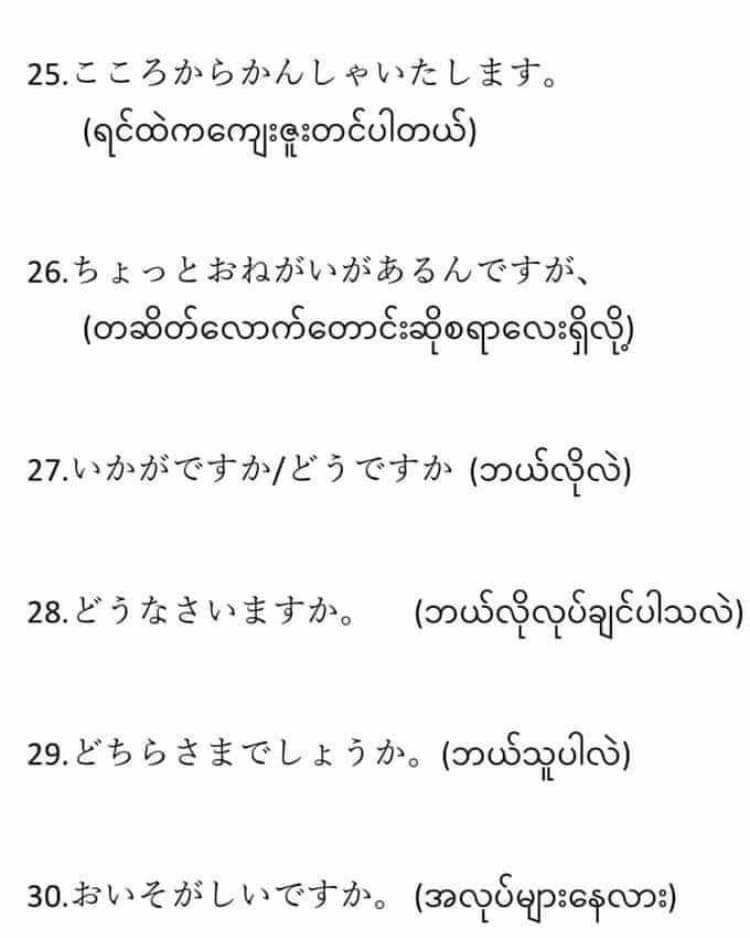 25.こころからかんしゃいたします。
(ရင်ထဲကကျေးဇူးတင်ပါတယ်)
26.ちょっとおねがいがあるんですが、
(တဆိတ်လောက်တောင်းဆိုစရာလေးရှိလို့)
27.いかがですか/どうですか (ဘယ်လိုလဲ)
28.どうなさいますか。 (ဘယ်လိုလုပ်ချင်ပါသလဲ)
29.どちらさまでしょうか。(ဘယ်သူပါလဲ)
30.おいそがしいですか。 (အလုပ်များနေလား)